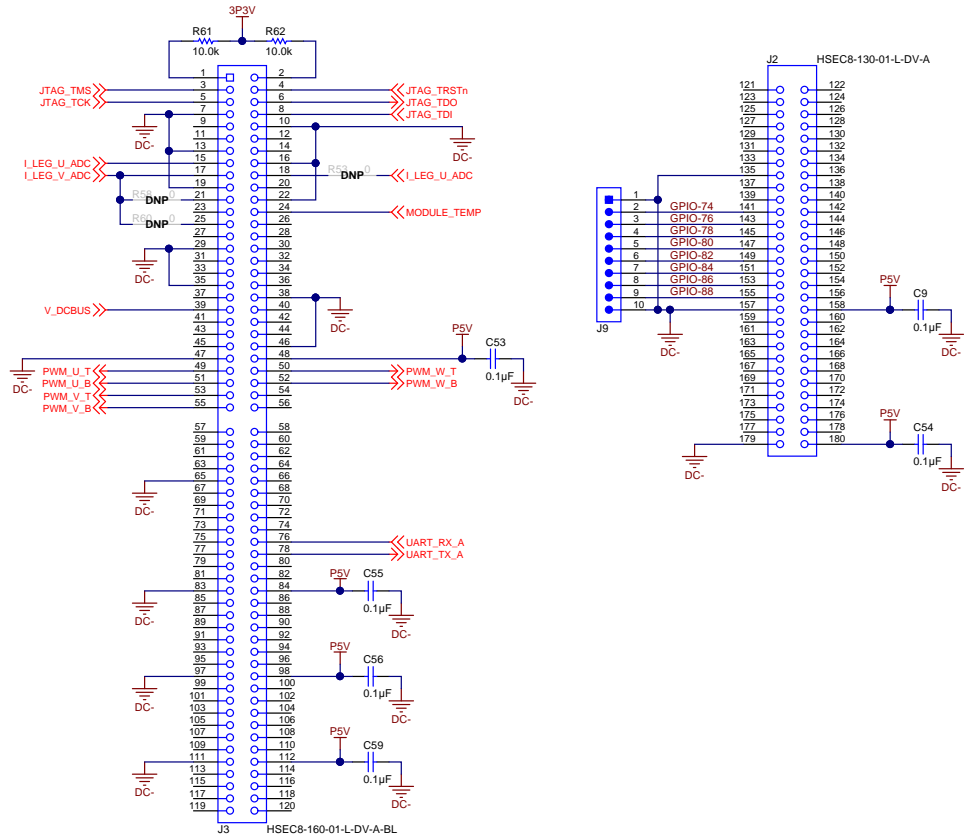 3P3V
R61
R62
10.0k
10.0k
1
2
JTAG_TMS
3
4
JTAG_TRSTn
JTAG_TCK
5
6
JTAG_TDO
7
8
JTAG_TDI
9
10
DC-
11
12
DC-
13
14
I_LEG_U_ADC
15
16
I_LEG_V_ADC
17
18
R52 0
DNP
I_LEG_U_ADC
19
20
R58 0
DNP
21
22
23
24
MODULE_TEMP
R60 0
DNP
25
26
27
28
29
30
DC-
31
32
33
34
35
36
37
38
V_DCBUS
39
40
DC-
41
42
43
44
45
46
P5V
C53
0.1µF
DC-
47
48
DC-
PWM_U_T
49
50
PWM_W_T
PWM_U_B
51
52
PWM_W_B
PWM_V_T
53
54
PWM_V_B
55
56
57
58
59
60
61
62
63
64
65
66
DC-
67
68
69
70
71
72
73
74
75
76
UART_RX_A
77
78
UART_TX_A
79
80
81
82
P5V
C55
0.1µF
83
84
DC-
85
86
DC-
87
88
89
90
91
92
93
94
95
96
P5V
C56
0.1µF
97
98
DC-
99
100
DC-
101
102
103
104
105
106
107
108
109
110
P5V
C59
0.1µF
111
112
DC-
113
114
DC-
115
116
117
118
119
120
J3
HSEC8-160-01-L-DV-A-BL
J2
HSEC8-130-01-L-DV-A
121
122
123
124
125
126
127
128
129
130
131
132
133
134
135
136
137
138
1
139
140
2
GPIO-74
141
142
3
GPIO-76
143
144
4
GPIO-78
145
146
5
GPIO-80
147
148
6
GPIO-82
149
150
7
GPIO-84
151
152
8
GPIO-86
153
154
9
GPIO-88
155
156
10
157
158
P5V
C9
0.1µF
DC-
J9
DC-
159
160
161
162
163
164
165
166
167
168
169
170
171
172
173
174
175
176
177
178
179
180
P5V
C54
0.1µF
DC-
DC-